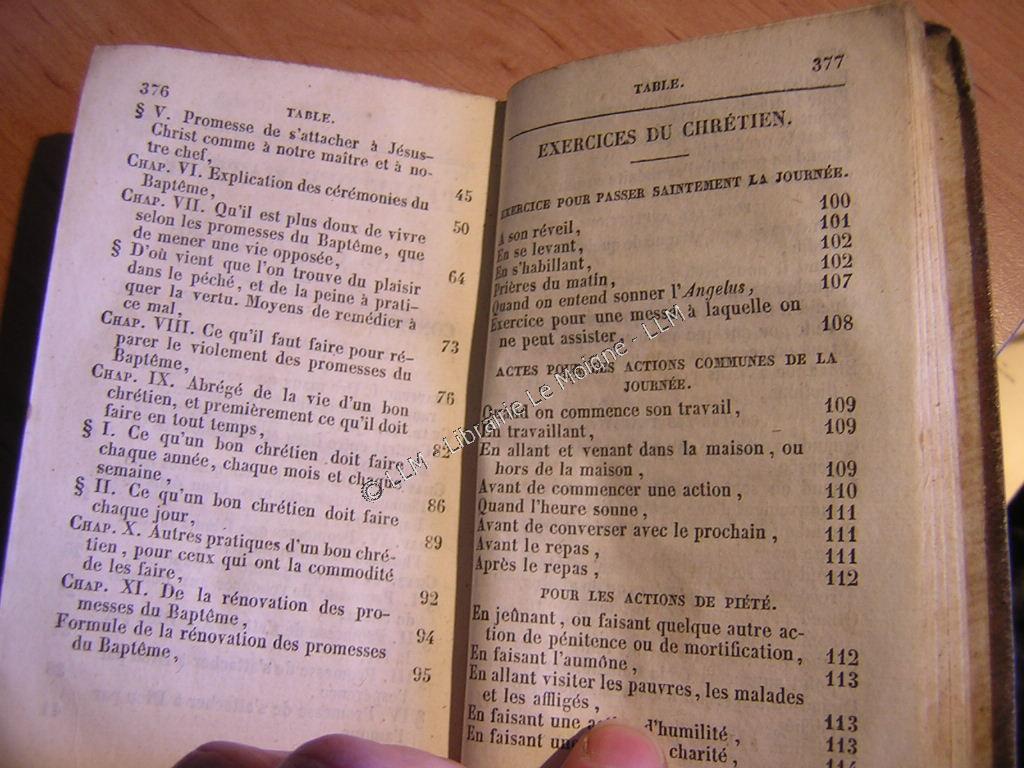 376
TABLE.
§ V. Promesse de s'attacher à Jésus-
Christ comme à notre maître et à no-
tre chef, 45
CHAP. VI. Explication des cérémonies du
Baptême, 50
CHAP. VII. Qu'il est plus doux de vivre
selon les promesses du Baptême, que
de mener une vie opposée, 64
§ D'où vient que l'on trouve du plaisir
dans le péché, et de la peine à prati-
quer la vertu. Moyens de remédier à
ce mal, 73
CHAP. VIII. Ce qu'il faut faire pour ré-
parer le violement des promesses du
Baptême, 76
CHAP. IX. Abrégé de la vie d'un bon
chrétien, et premièrement ce qu'il doit
faire en tout temps, 82
§ I. Ce qu'un bon chrétien doit faire
chaque année, chaque mois et chaque
semaine, 86
§ II. Ce qu'un bon chrétien doit faire
chaque jour, 89
CHAP. X. Autres pratiques d'un bon chré-
tien, pour ceux qui ont la commodité
de les faire, 92
CHAP. XI. De la rénovation des pro-
messes du Baptême, 94
Formule de la rénovation des promesses
du Baptême, 95
TABLE.
377
EXERCICES DU CHRÉTIEN.
EXERCICE POUR PASSER SAINTEMENT LA JOURNÉE.
A son réveil, 100
En se levant, 101
En s'habillant, 102
Prières du matin, 102
Quand on entend sonner l'Angelus, 107
Exercice pour une messe à laquelle on
ne peut assister, 108
ACTES POUR LES ACTIONS COMMUNES DE LA
JOURNÉE.
Quand on commence son travail, 109
En travaillant, 109
En allant et venant dans la maison, ou
hors de la maison, 109
Avant de commencer une action, 110
Quand l'heure sonne, 111
Avant de converser avec le prochain, 111
Avant le repas, 111
Après le repas, 112
POUR LES ACTIONS DE PIÉTÉ.
En jeûnant, ou faisant quelque autre ac-
tion de pénitence ou de mortification, 112
En faisant l'aumône, 113
En allant visiter les pauvres, les malades
et les affligés, 113
En faisant une d'humilité, 113
En faisant une charité, 114
© LLM - Librairie Le Moigne - LLM